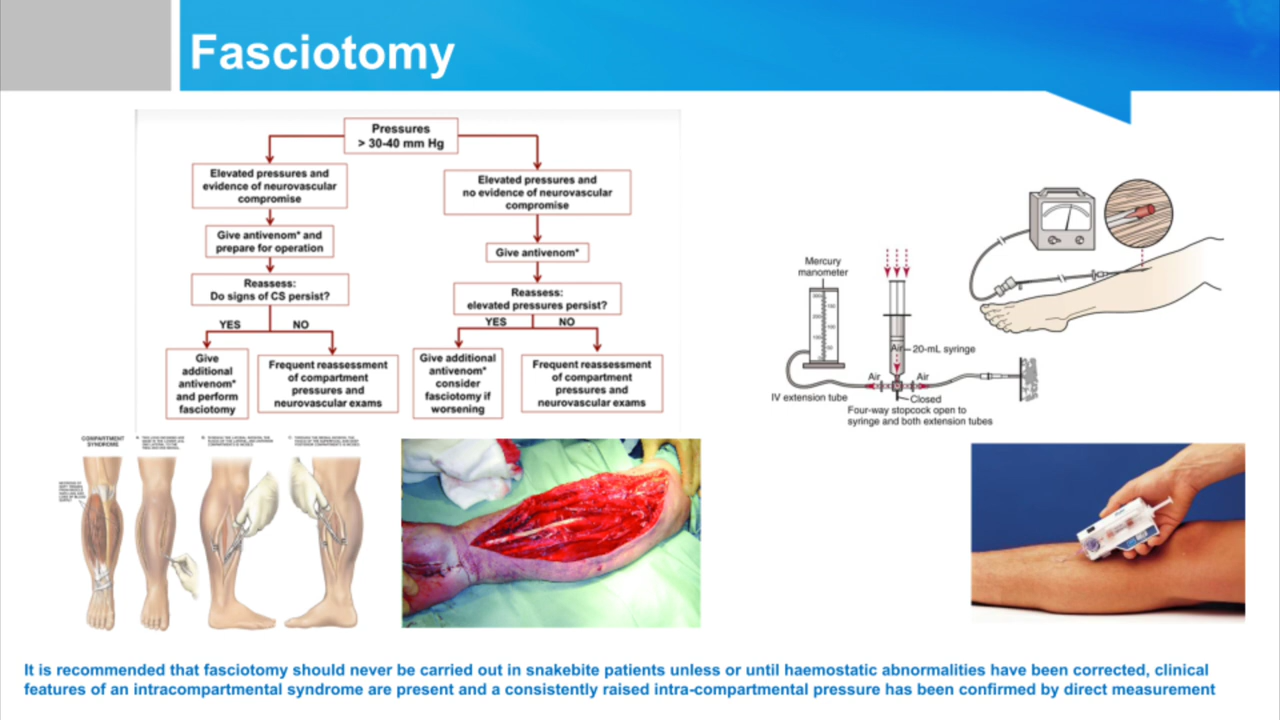 Fasciotomy
Pressures
> 30-40 mm Hg
Elevated pressures and
evidence of neurovascular
compromise
Elevated pressures and
no evidence of neurovascular
compromise
Give antivenom* and
prepare for operation
Give antivenom*
Reassess:
Do signs of CS persist?
Reassess:
elevated pressures persist?
YES
NO
YES
NO
Give
additional
antivenom*
and perform
fasciotomy
Frequent reassessment
of compartment
pressures and
neurovascular exams
Give additional
antivenom*
consider
fasciotomy if
worsening
Frequent reassessment
of compartment
pressures and
neurovascular exams
Mercury
manometer
Air
20-mL syringe
Air
Air
IV extension tube
Closed
Four-way stopcock open to
syringe and both extension tubes
COMPARTMENT
SYNDROME
It is recommended that fasciotomy should never be carried out in snakebite patients unless or until haemostatic abnormalities have been corrected, clinical
features of an intracompartmental syndrome are present and a consistently raised intra-compartmental pressure has been confirmed by direct measurement